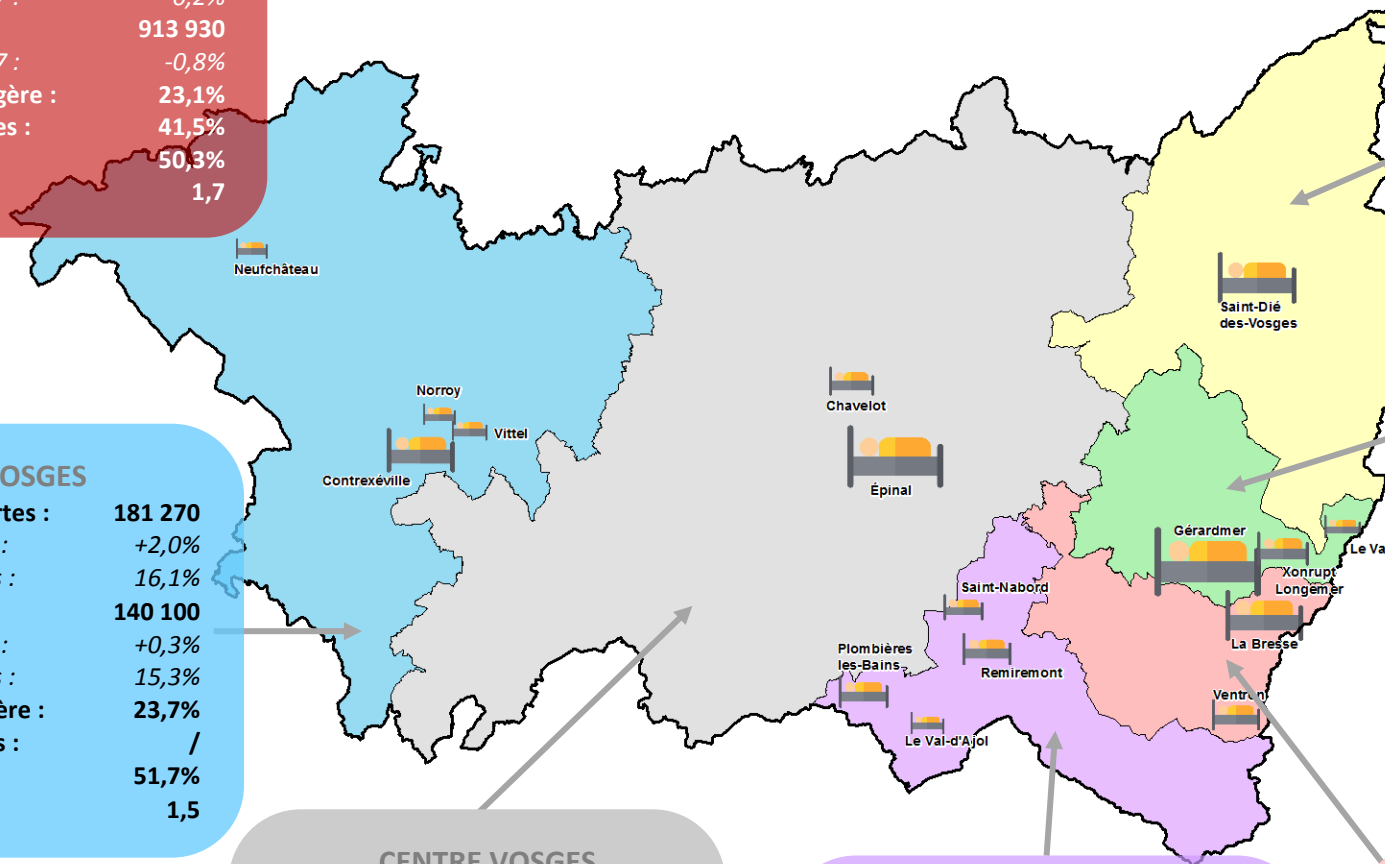 913 930
7 : -0,8%
gère : 23,1%
es : 41,5%
50,3%
1,7
Neufchâteau
Saint-Dié
des-Vosges
Norroy
Vittel
Contrexéville
Chavelot
Épinal
OSGES
rtes : 181 270
: +2,0%
s : 16,1%
140 100
: +0,3%
s : 15,3%
ère : 23,7%
s : /
51,7%
1,5
Gérardmer
Le Va
Xonrupt
Longemer
Saint-Nabord
La Bresse
Plombières
les-Bains
Remiremont
Ventron
Le Val-d'Ajol
CENTRE VOSGES